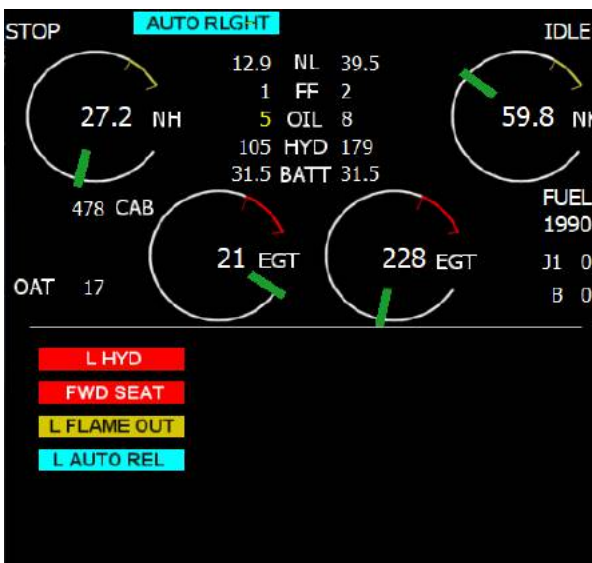 STOP AUTO RLGHT IDLE
12.9 NL 39.5
1 FF 2
27.2 NH 5 OIL 8 59.8 NH
105 HYD 179
31.5 BATT 31.5
478 CAB FUEL
1990
21 EGT 228 EGT J1 0
OAT 17 B 0
L HYD
FWD SEAT
L FLAME OUT
L AUTO REL